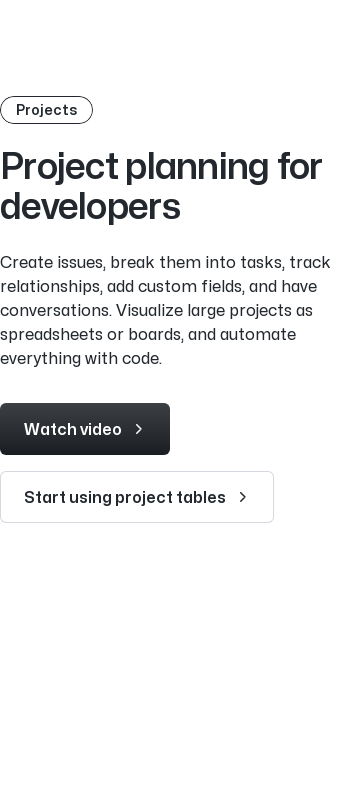 Projects
Project planning for
developers
Create issues, break them into tasks, track
relationships, add custom fields, and have
conversations. Visualize large projects as
spreadsheets or boards, and automate
everything with code.
Watch video
Start using project tables